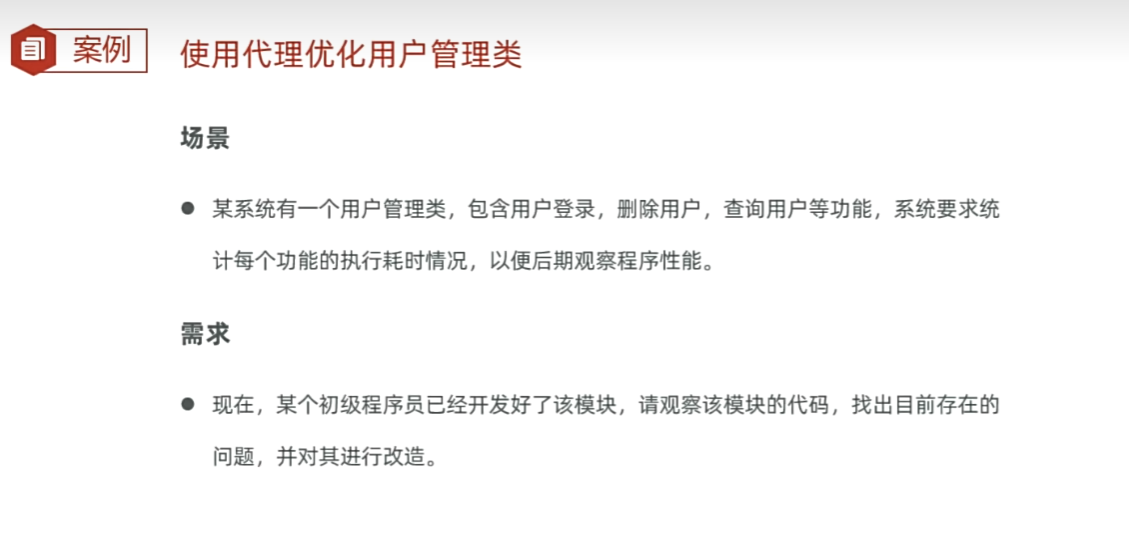 案例
使用代理优化用户管理类
场景
● 某系统有一个用户管理类，包含用户登录，删除用户，查询用户等功能，系统要求统
计每个功能的执行耗时情况，以便后期观察程序性能。
需求
● 现在，某个初级程序员已经开发好了该模块，请观察该模块的代码，找出目前存在的
问题，并对其进行改造。